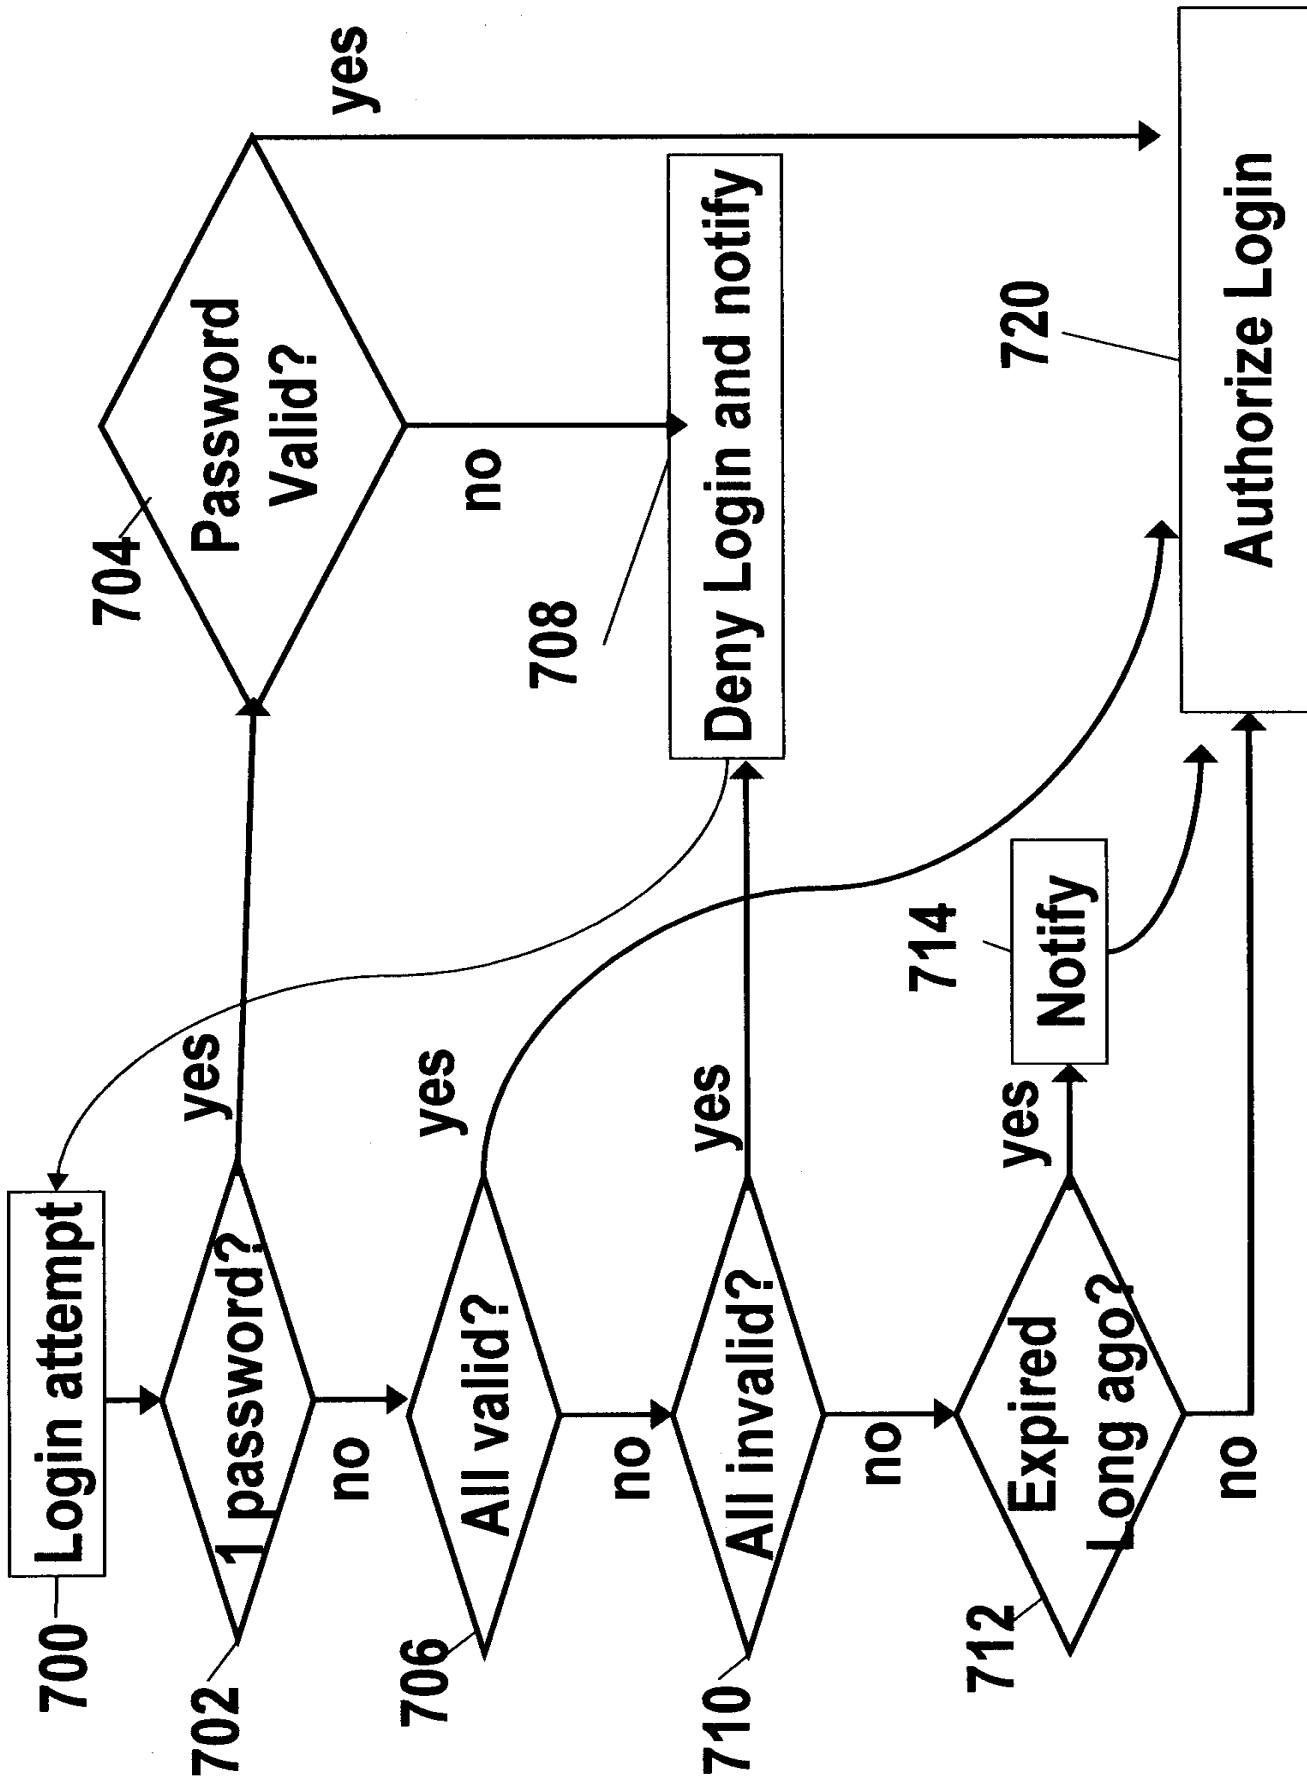 700
Login attempt
702
1 password?
yes
no
704
Password
Valid?
yes
no
706
All valid?
yes
no
708
Deny Login and notify
710
All invalid?
yes
no
712
Expired
Long ago?
yes
no
714
Notify
720
Authorize Login